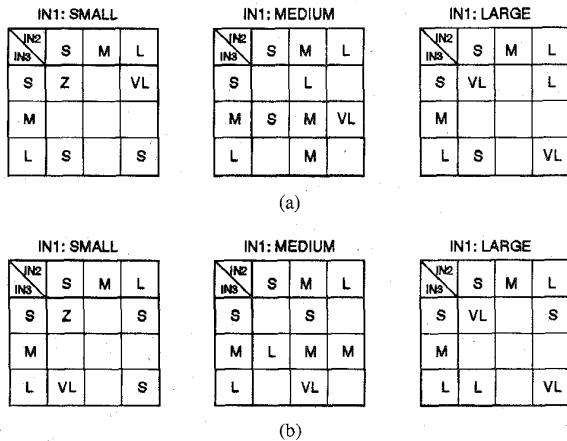 IN1: SMALL IN1: MEDIUM IN1: LARGE
IN2 S M L IN2 S M L IN2 S M L
IN3 IN3 IN3
S Z VL S L S VL L
M M S M VL M
L S S L M L S VL
(a)
IN1: SMALL IN1: MEDIUM IN1: LARGE
IN2 S M L IN2 S M L IN2 S M L
IN3 IN3 IN3
S Z S S S VL S
M M L M M M
L VL S L VL L L VL
(b)